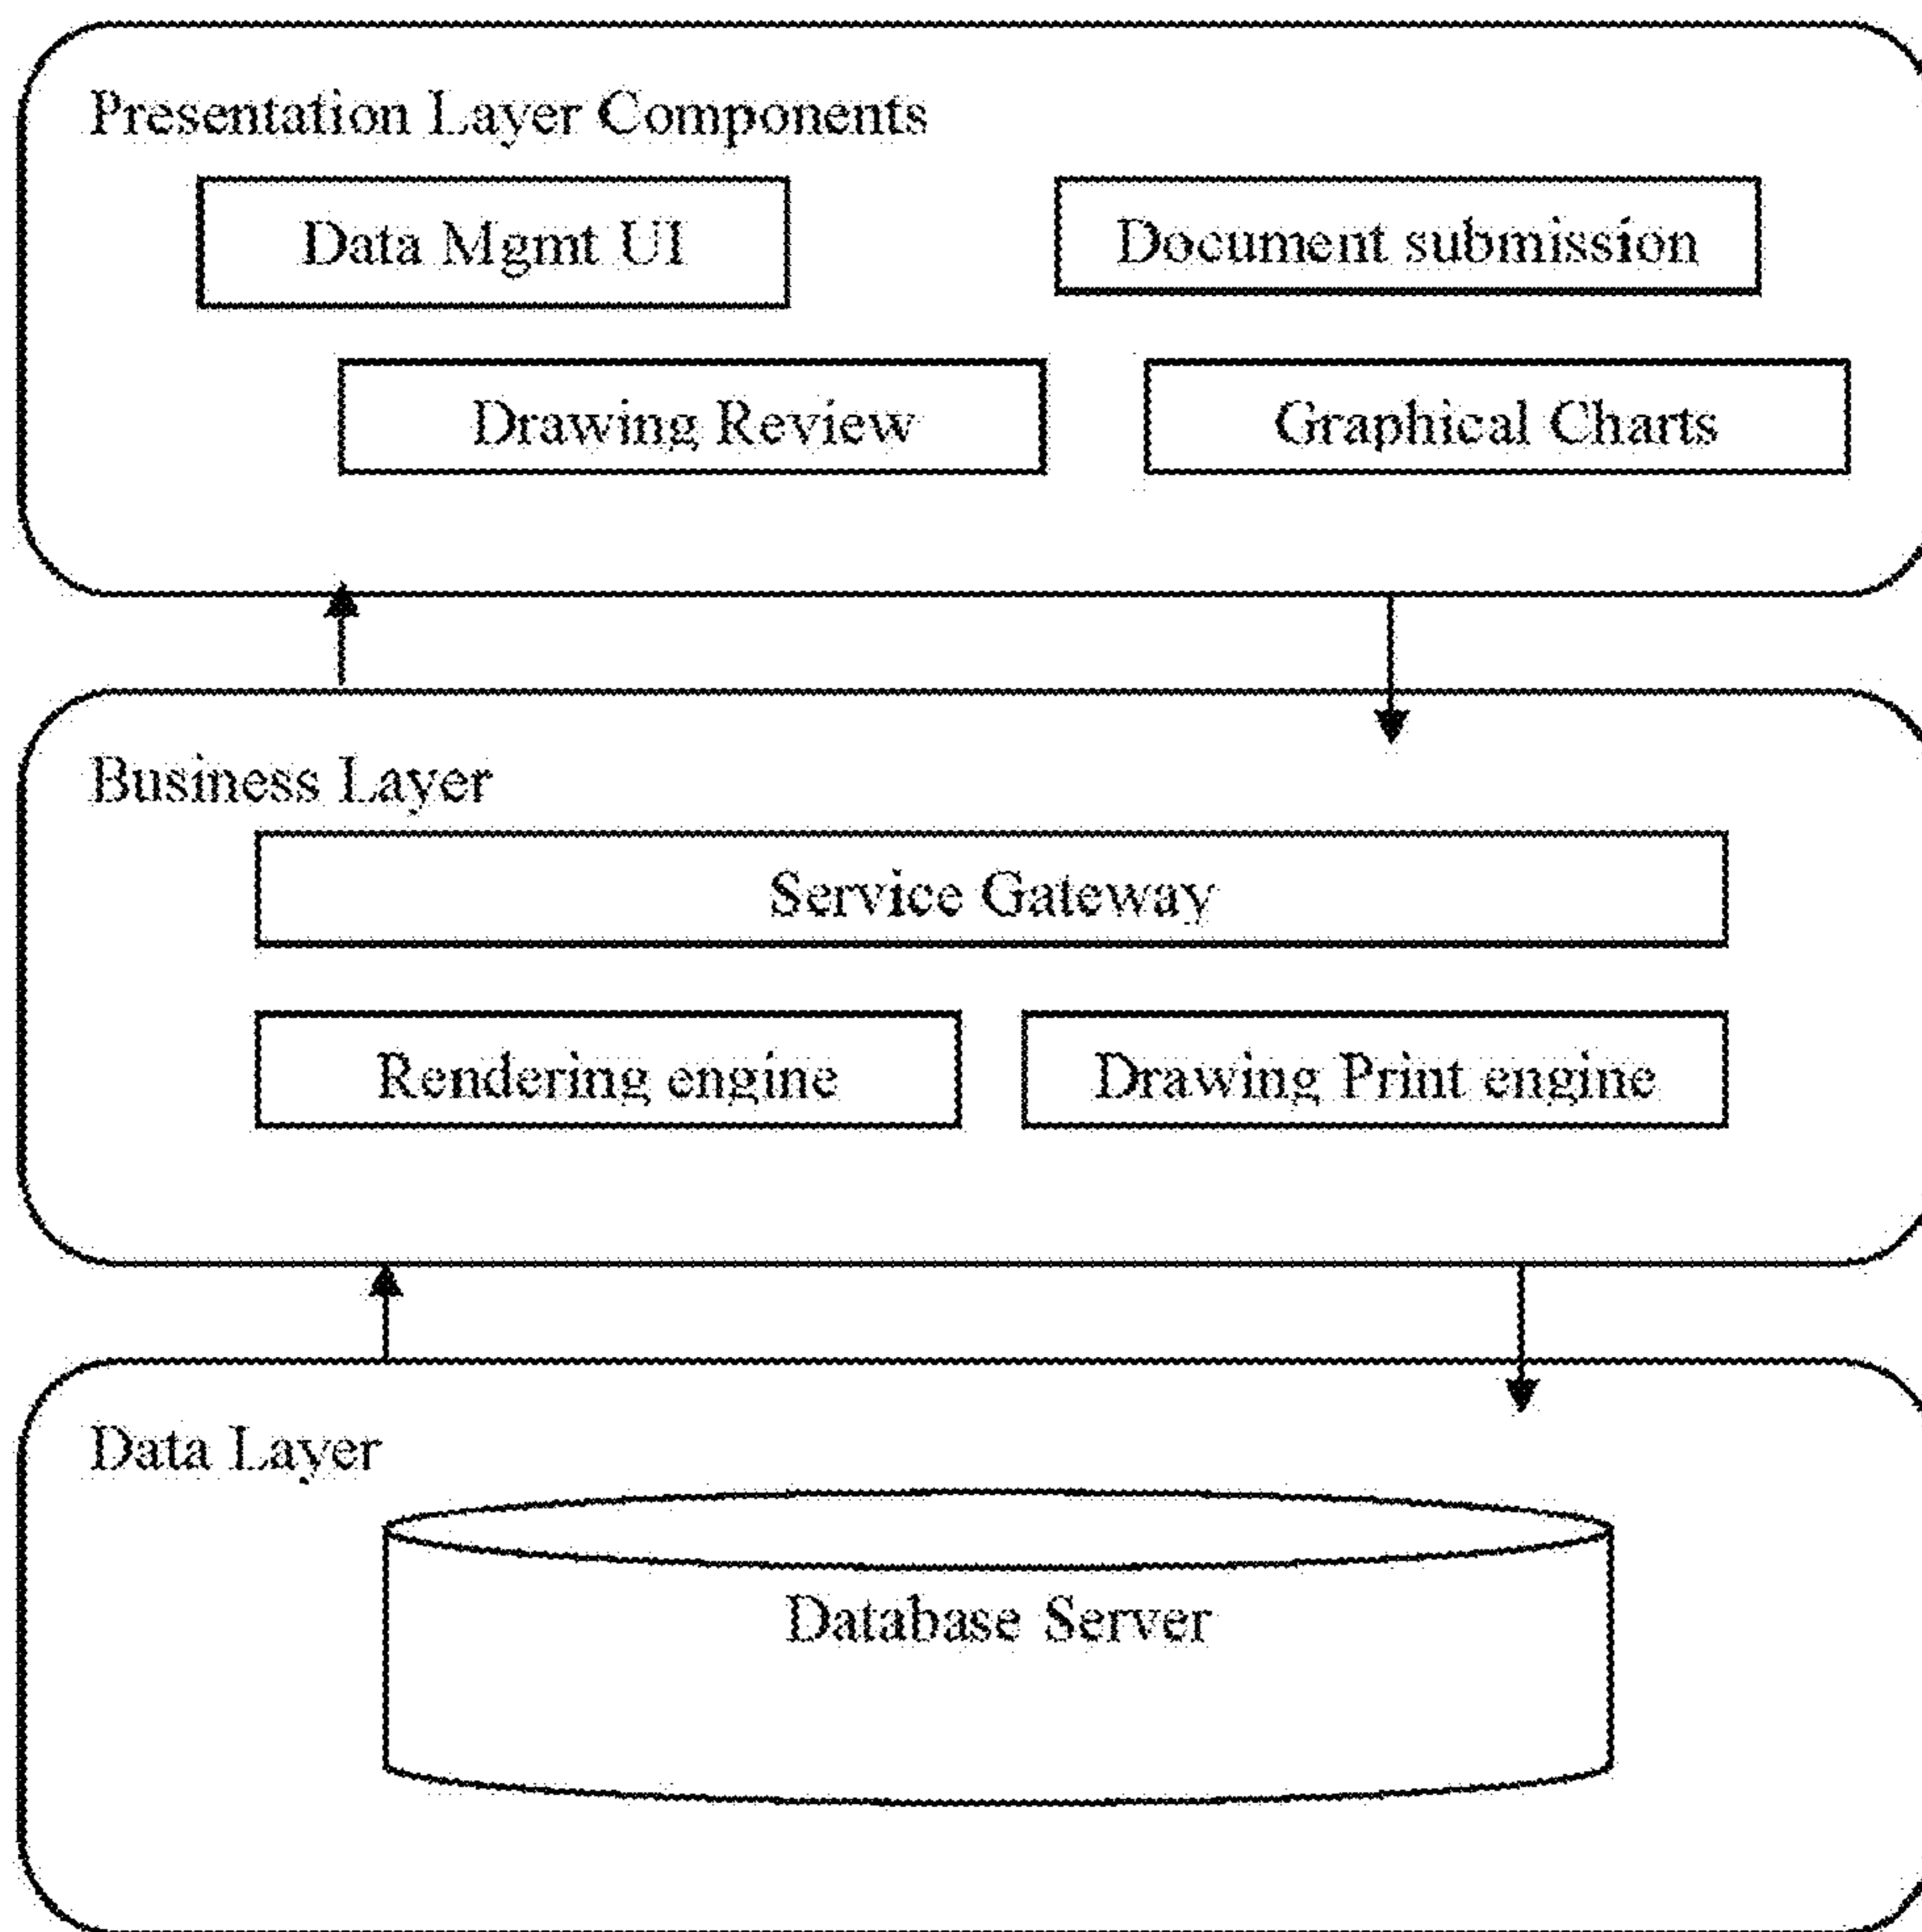 Presentation Layer Components
Data Mgmt UI
Document submission
Drawing Review
Graphical Charts
Business Layer
Service Gateway
Rendering engine
Drawing Print engine
Data Layer
Database Server